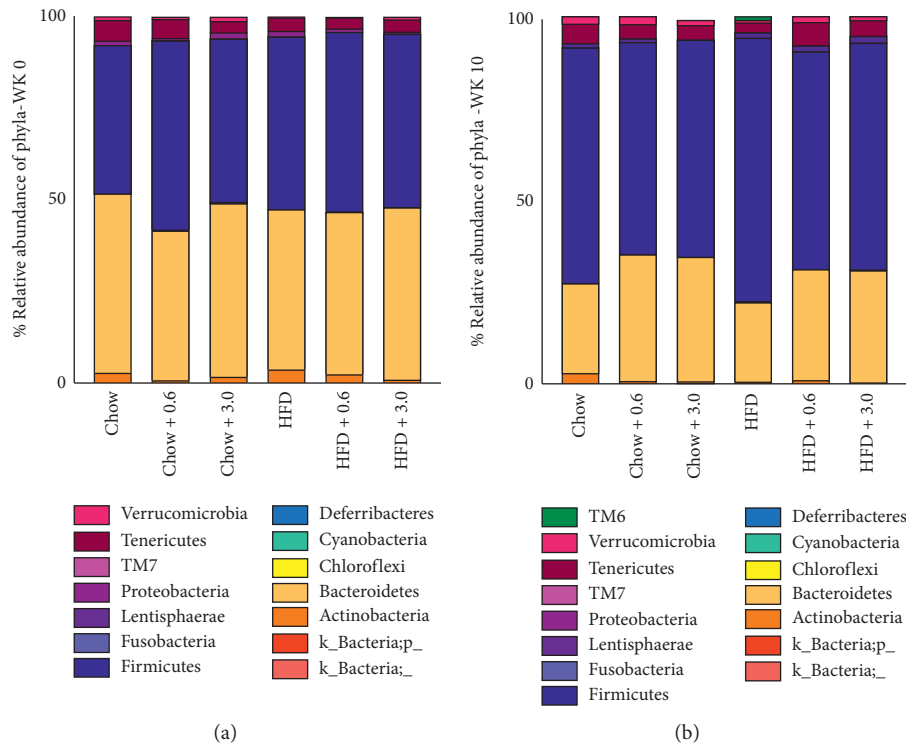 % Relative abundance of phyla-WK 0
100
50
0
Chow
Chow + 0.6
Chow + 3.0
HFD
HFD + 0.6
HFD + 3.0
Verrucomicrobia
Tenericutes
TM7
Proteobacteria
Lentisphaerae
Fusobacteria
Firmicutes
Deferribacteres
Cyanobacteria
Chloroflexi
Bacteroidetes
Actinobacteria
k_Bacteria;p_
k_Bacteria;_
(a)
% Relative abundance of phyla -WK 10
100
50
0
Chow
Chow + 0.6
Chow + 3.0
HFD
HFD + 0.6
HFD + 3.0
TM6
Verrucomicrobia
Tenericutes
TM7
Proteobacteria
Lentisphaerae
Fusobacteria
Firmicutes
Deferribacteres
Cyanobacteria
Chloroflexi
Bacteroidetes
Actinobacteria
k_Bacteria;p_
k_Bacteria;_
(b)